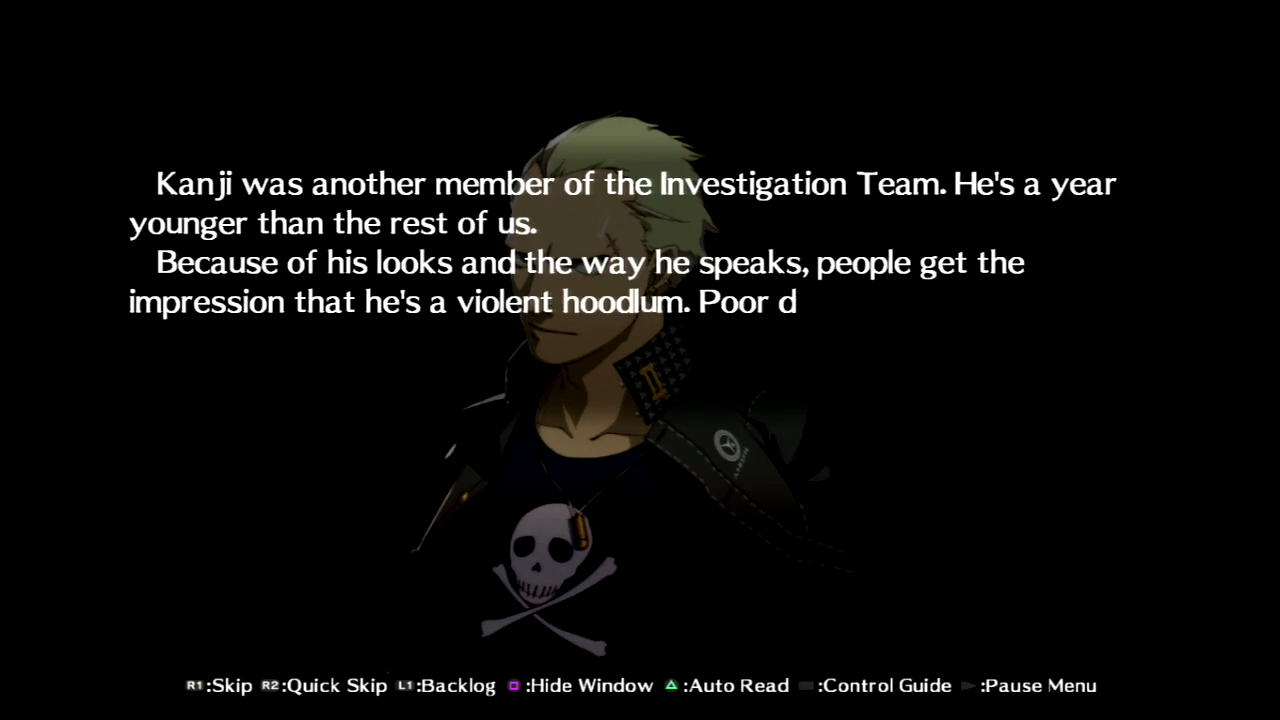 Kanji was another member of the Investigation Team. He's a year
younger than the rest of us.
Because of his looks and the way he speaks, people get the
impression that he's a violent hoodlum. Poor d
R1:Skip R2:Quick Skip L1:Backlog :Hide Window :Auto Read :Control Guide :Pause Menu